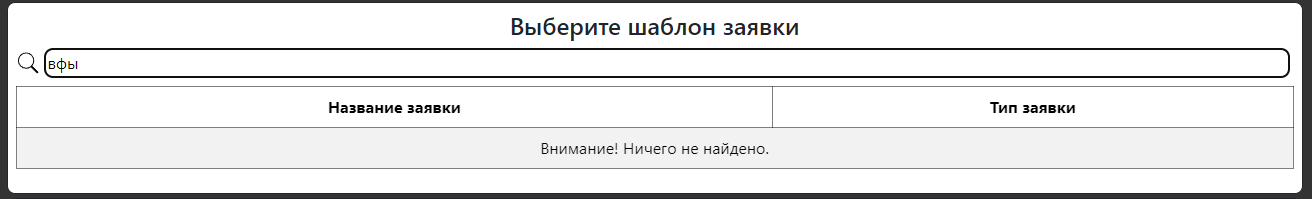 Выберите шаблон заявки
вфы
Название заявки Тип заявки
Внимание! Ничего не найдено.